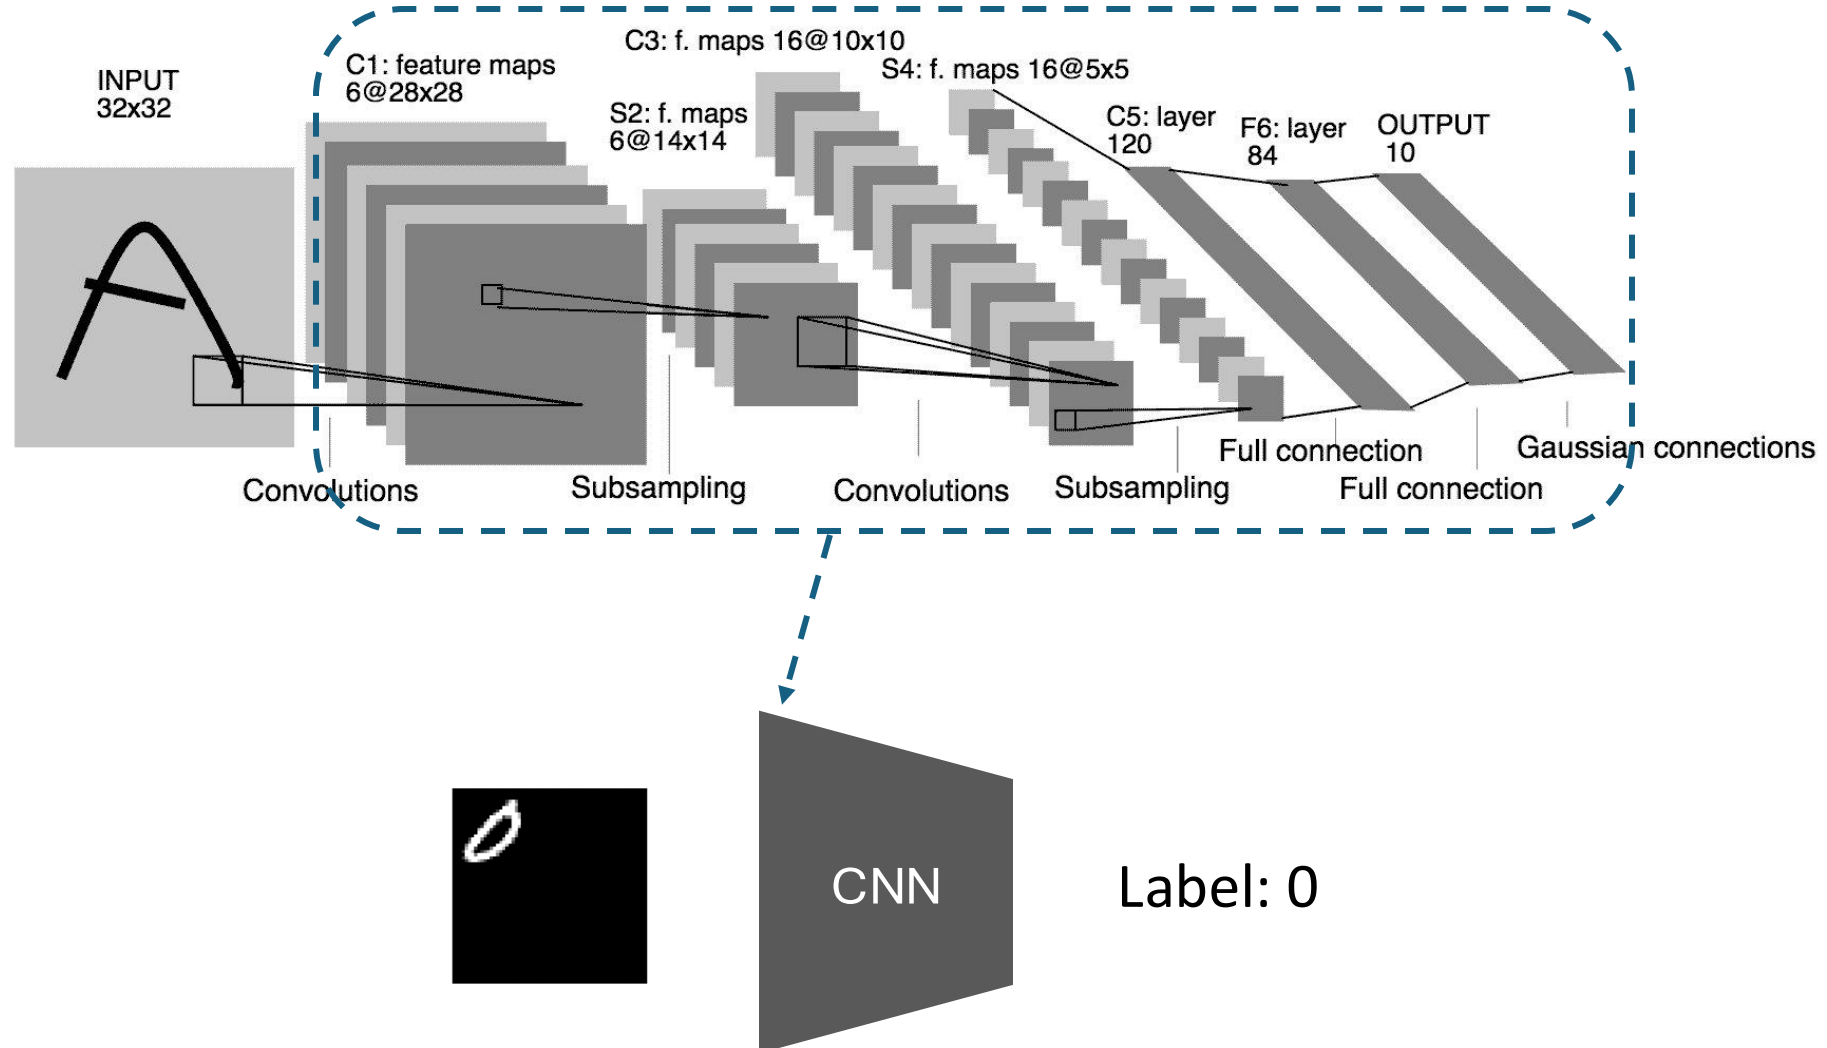 INPUT
32x32
C1: feature maps
6@28x28
S2: f. maps
6@14x14
C3: f. maps 16@10x10
S4: f. maps 16@5x5
C5: layer
120
F6: layer
84
OUTPUT
10
Convolutions
Subsampling
Convolutions
Subsampling
Full connection
Full connection
Gaussian connections
CNN
Label: 0